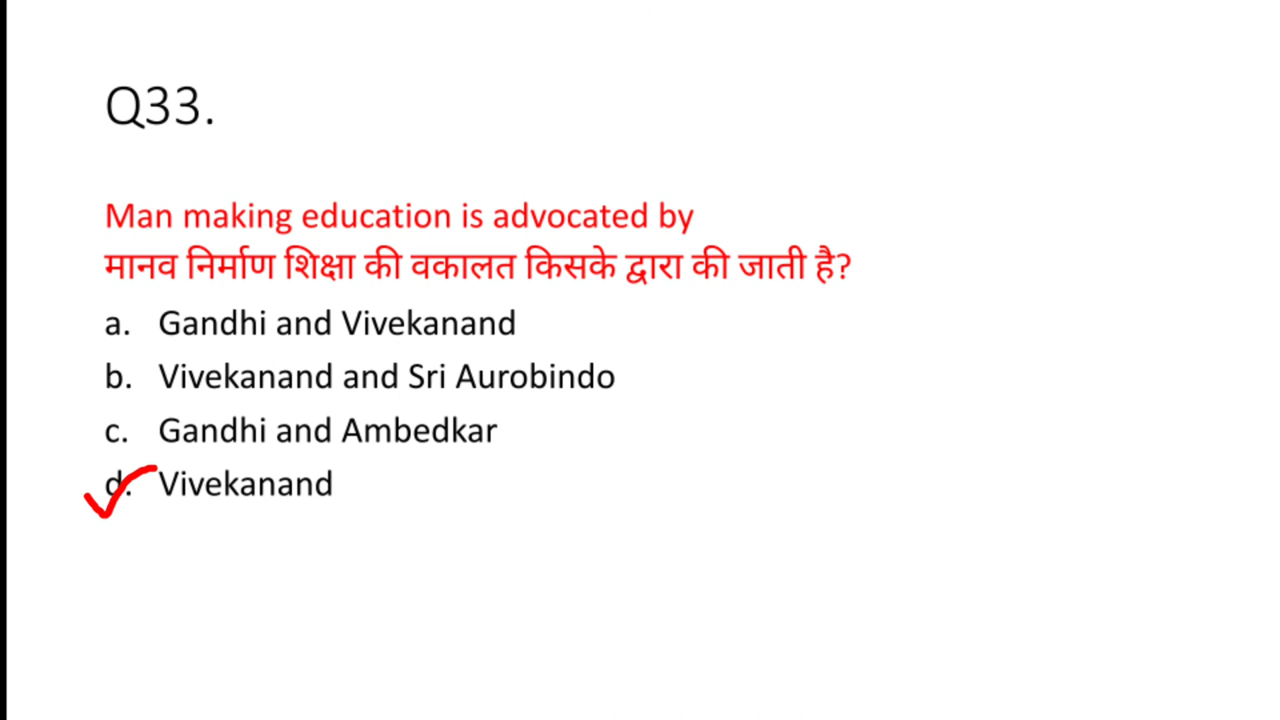 Q33.
Man making education is advocated by
मानव निर्माण शिक्षा की वकालत किसके द्वारा की जाती है?
a. Gandhi and Vivekanand
b. Vivekanand and Sri Aurobindo
c. Gandhi and Ambedkar
d. Vivekanand